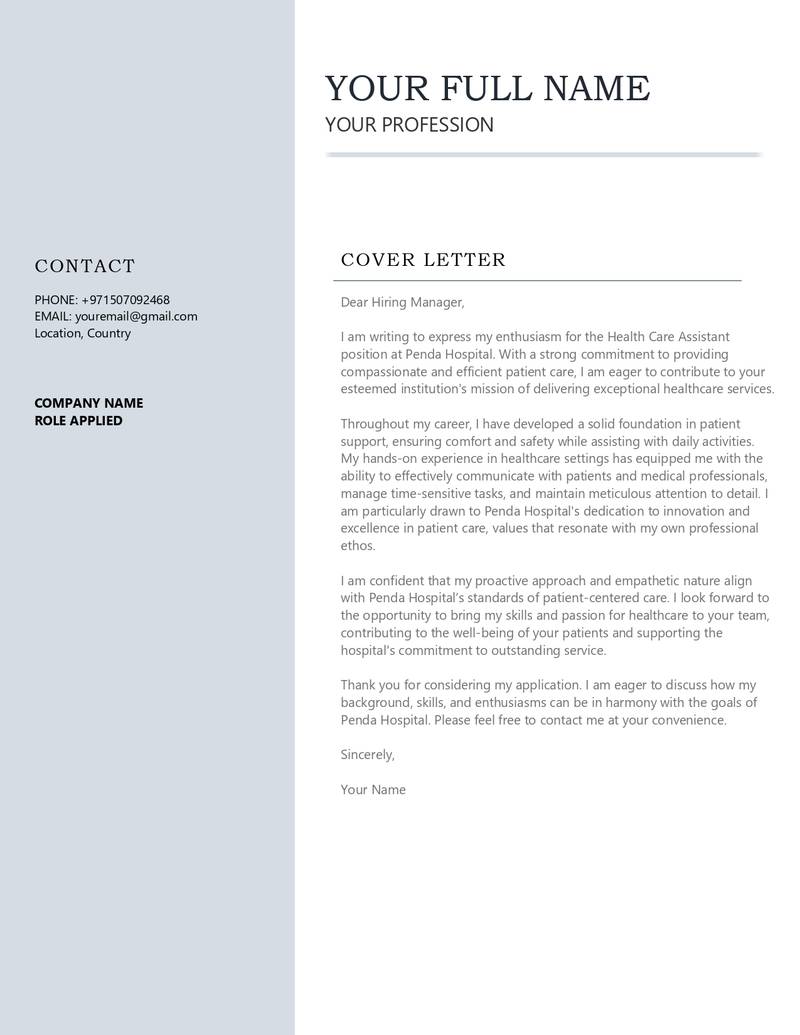 YOUR FULL NAME
YOUR PROFESSION
CONTACT
PHONE: +971507092468
EMAIL: youremail@gmail.com
Location, Country
COMPANY NAME
ROLE APPLIED
COVER LETTER
Dear Hiring Manager,
I am writing to express my enthusiasm for the Health Care Assistant
position at Penda Hospital. With a strong commitment to providing
compassionate and efficient patient care, I am eager to contribute to your
esteemed institution's mission of delivering exceptional healthcare services.
Throughout my career, I have developed a solid foundation in patient
support, ensuring comfort and safety while assisting with daily activities.
My hands-on experience in healthcare settings has equipped me with the
ability to effectively communicate with patients and medical professionals,
manage time-sensitive tasks, and maintain meticulous attention to detail. I
am particularly drawn to Penda Hospital's dedication to innovation and
excellence in patient care, values that resonate with my own professional
ethos.
I am confident that my proactive approach and empathetic nature align
with Penda Hospital’s standards of patient-centered care. I look forward to
the opportunity to bring my skills and passion for healthcare to your team,
contributing to the well-being of your patients and supporting the
hospital's commitment to outstanding service.
Thank you for considering my application. I am eager to discuss how my
background, skills, and enthusiasms can be in harmony with the goals of
Penda Hospital. Please feel free to contact me at your convenience.
Sincerely,
Your Name